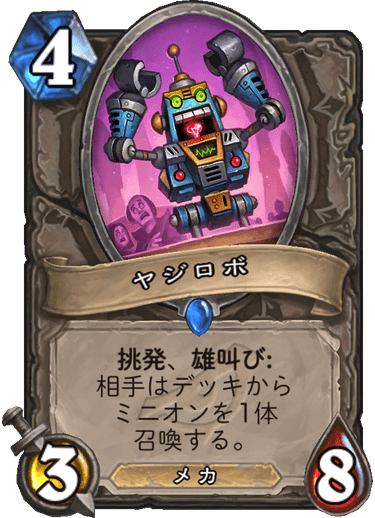 4
ヤジロボ
挑発、雄叫び:
相手はデッキから
ミニオンを1体
召喚する。
メカ
3
8